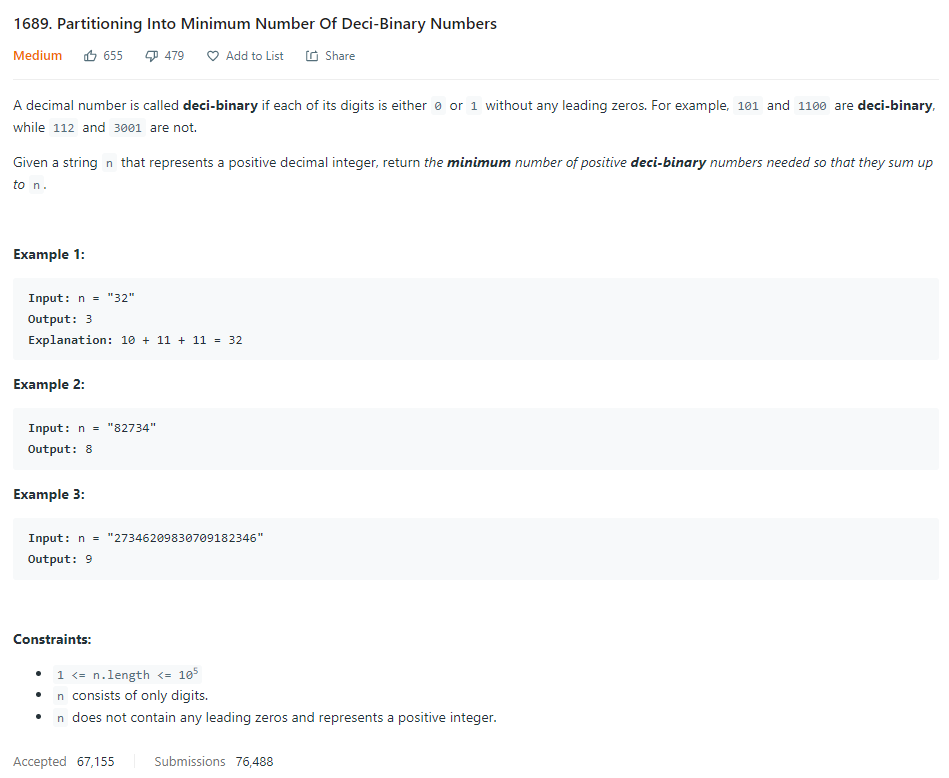 1689. Partitioning Into Minimum Number Of Deci-Binary Numbers
Medium 655 479 Add to List Share
A decimal number is called deci-binary if each of its digits is either 0 or 1 without any leading zeros. For example, 101 and 1100 are deci-binary,
while 112 and 3001 are not.
Given a string n that represents a positive decimal integer, return the minimum number of positive deci-binary numbers needed so that they sum up
to n.
Example 1:
Input: n = "32"
Output: 3
Explanation: 10 + 11 + 11 = 32
Example 2:
Input: n = "82734"
Output: 8
Example 3:
Input: n = "27346209830709182346"
Output: 9
Constraints:
• 1 <= n.length <= 10⁵
• n consists of only digits.
• n does not contain any leading zeros and represents a positive integer.
Accepted 67,155 Submissions 76,488